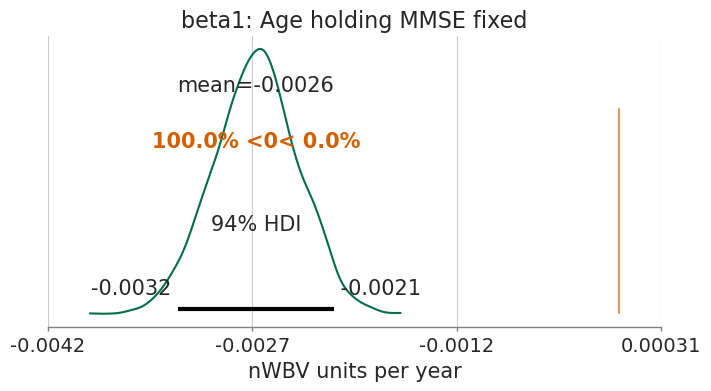 beta1: Age holding MMSE fixed
mean=-0.0026
100.0% <0< 0.0%
94% HDI
-0.0032 -0.0021
-0.0042 -0.0027 -0.0012 0.00031
nWBV units per year